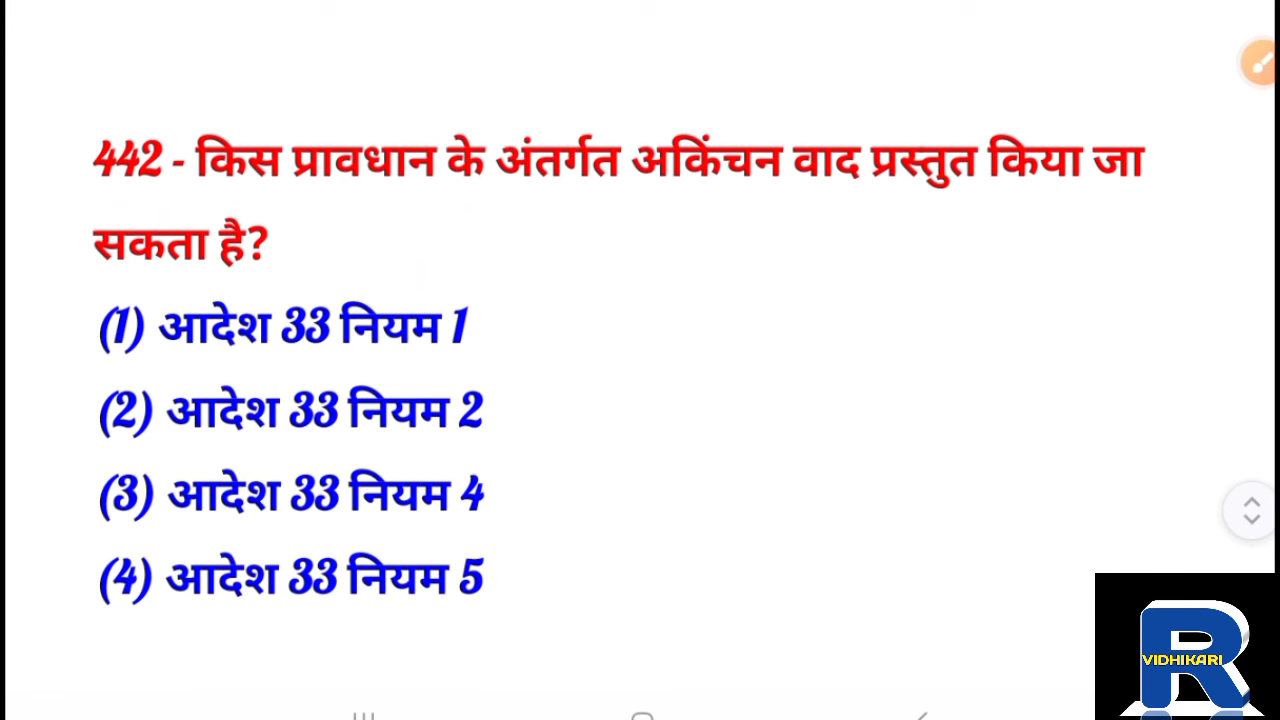 442 - किस प्रावधान के अंतर्गत अकिंचन वाद प्रस्तुत किया जा
सकता है?
(1) आदेश 33 नियम 1
(2) आदेश 33 नियम 2
(3) आदेश 33 नियम 4
(4) आदेश 33 नियम 5
R
VIDHIKARI